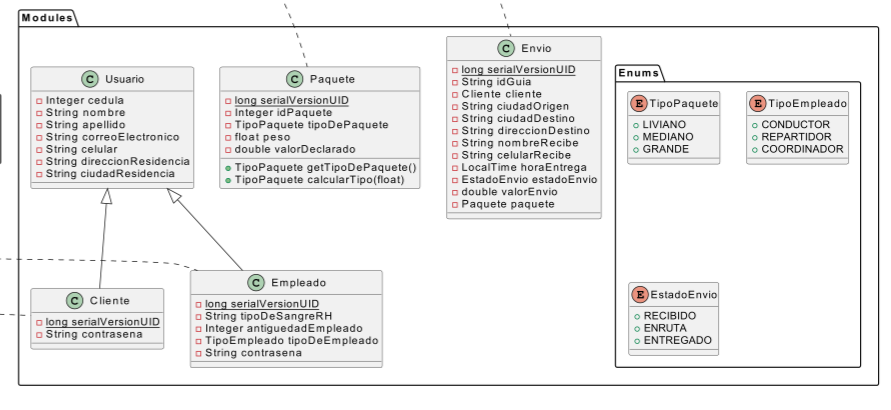 Modules
C Usuario
Integer cedula
String nombre
String apellido
String correoElectronico
String celular
String direccionResidencia
String ciudadResidencia
C Paquete
long serialVersionUID
Integer idPaquete
TipoPaquete tipoDePaquete
float peso
double valorDeclarado
TipoPaquete getTipoDePaquete()
TipoPaquete calcularTipo(float)
C Envio
long serialVersionUID
String idGuia
Cliente cliente
String ciudadOrigen
String ciudadDestino
String direccionDestino
String nombreRecibe
String celularRecibe
LocalTime horaEntrega
EstadoEnvio estadoEnvio
double valorEnvio
Paquete paquete
Enums
E TipoPaquete
LIVIANO
MEDIANO
GRANDE
E TipoEmpleado
CONDUCTOR
REPARTIDOR
COORDINADOR
C Cliente
long serialVersionUID
String contrasena
C Empleado
long serialVersionUID
String tipoDeSangreRH
Integer antiguedadEmpleado
TipoEmpleado tipoDeEmpleado
String contrasena
E EstadoEnvio
RECIBIDO
ENRUTA
ENTREGADO